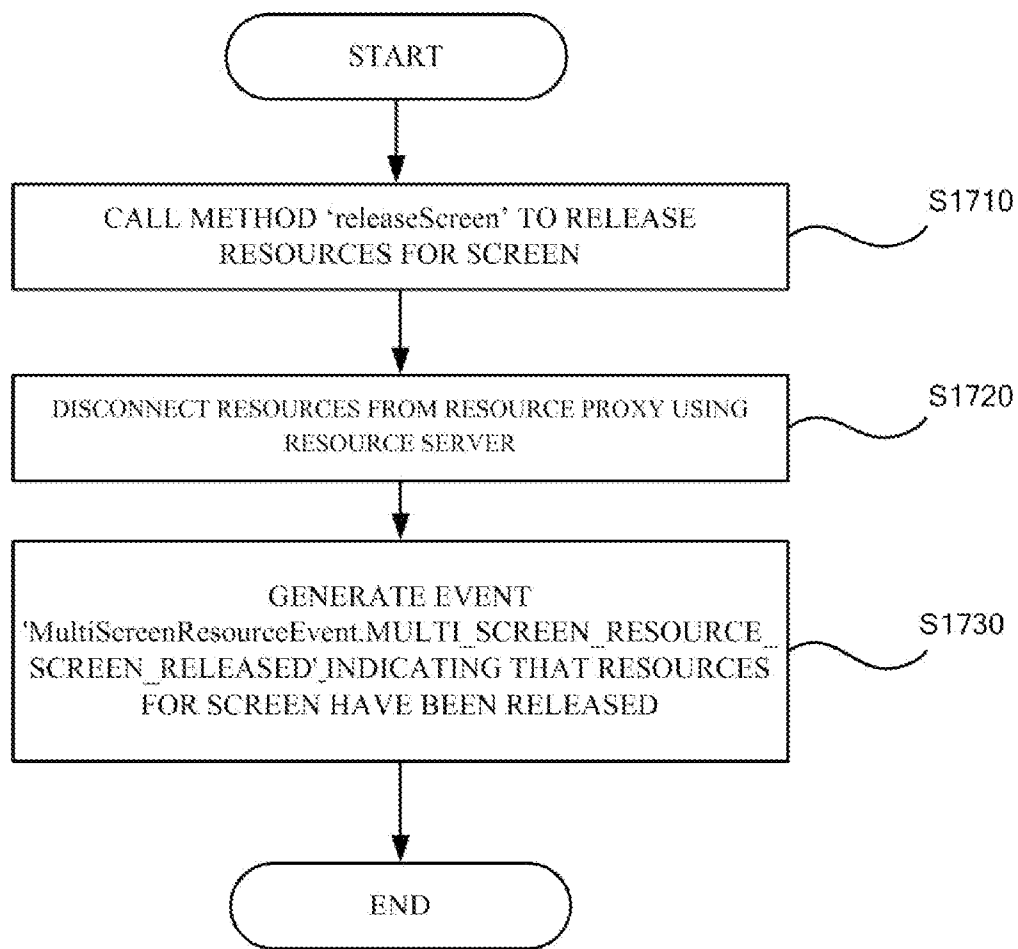 START
CALL METHOD ‘releaseScreen’ TO RELEASE
RESOURCES FOR SCREEN
S1710
DISCONNECT RESOURCES FROM RESOURCE PROXY USING
RESOURCE SERVER
S1720
GENERATE EVENT
'MultiScreenResourceEvent.MULTI_SCREEN_RESOURCE_
SCREEN_RELEASED' INDICATING THAT RESOURCES
FOR SCREEN HAVE BEEN RELEASED
S1730
END